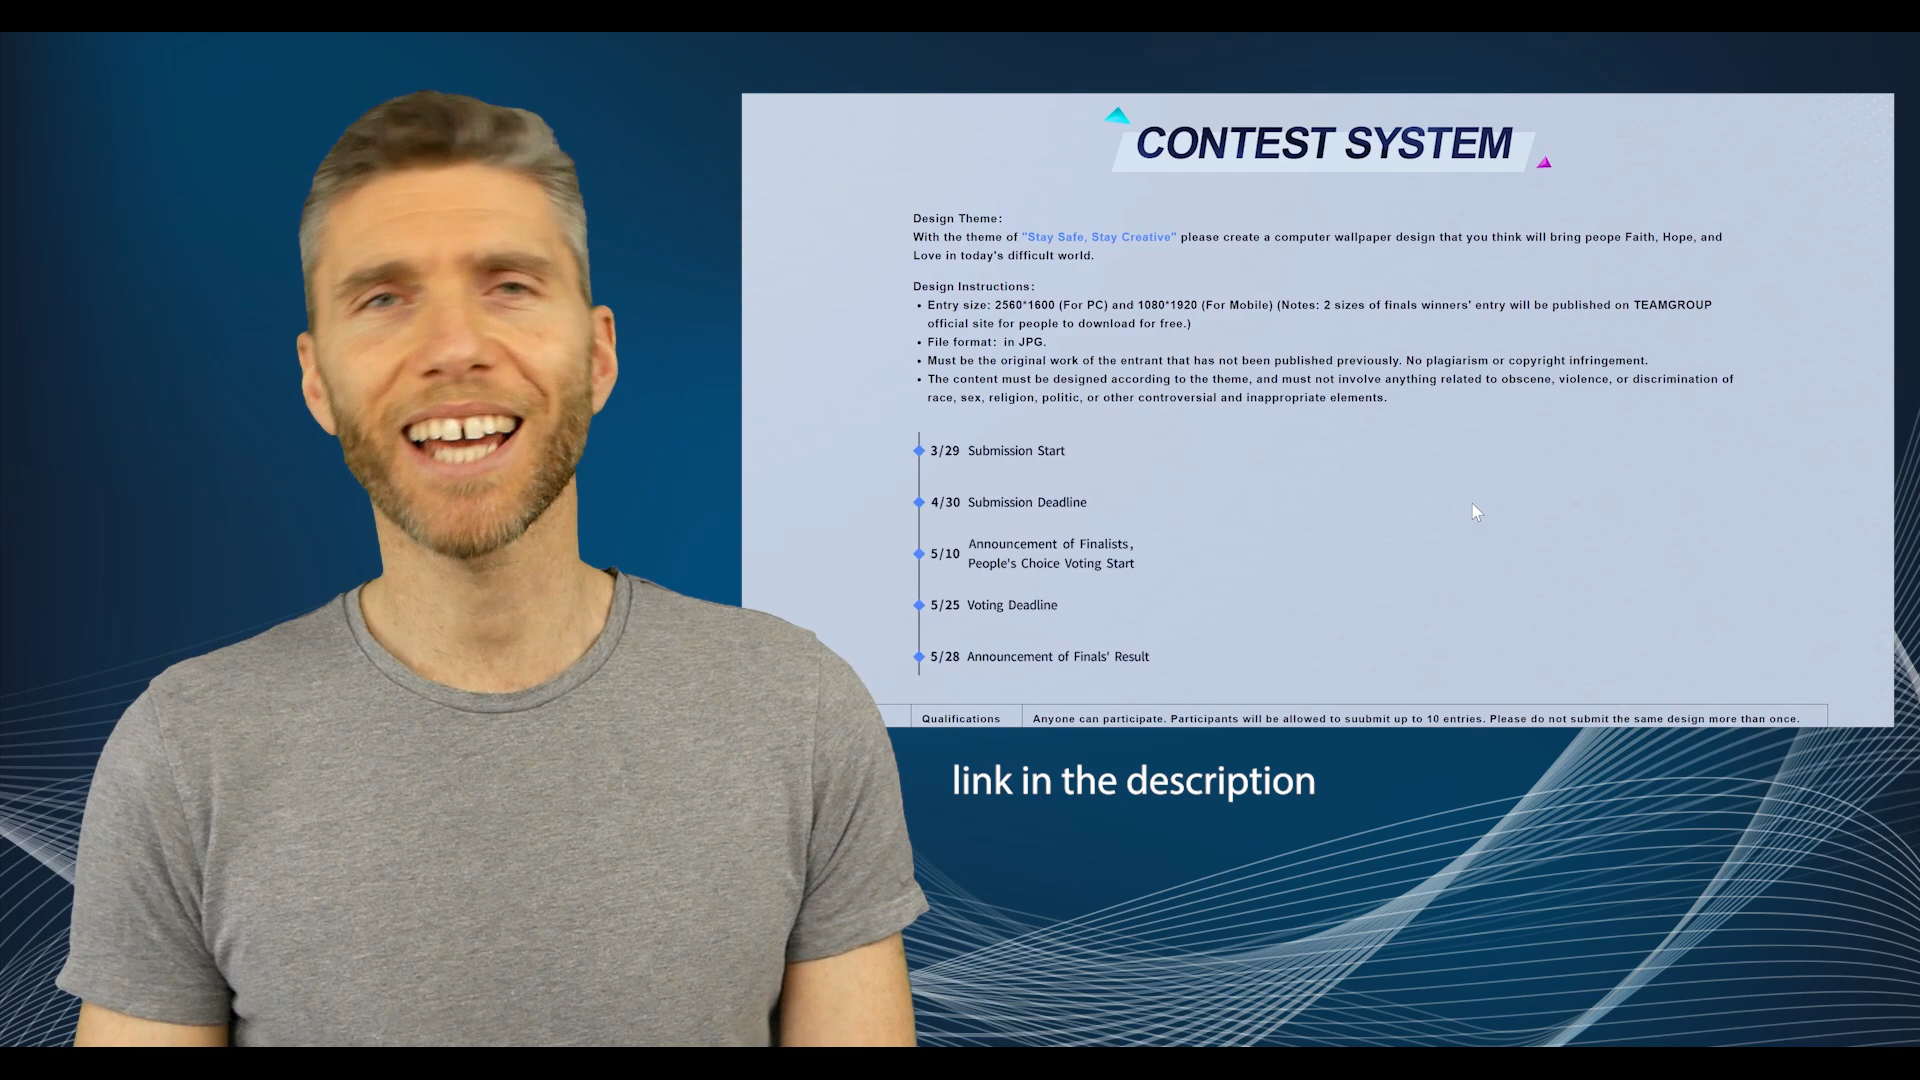 CONTEST SYSTEM
Design Theme:
With the theme of "Stay Safe, Stay Creative" please create a computer wallpaper design that you think will bring peope Faith, Hope, and
Love in today's difficult world.
Design Instructions:
• Entry size: 2560*1600 (For PC) and 1080*1920 (For Mobile) (Notes: 2 sizes of finals winners' entry will be published on TEAMGROUP
official site for people to download for free.)
• File format: in JPG.
• Must be the original work of the entrant that has not been published previously. No plagiarism or copyright infringement.
• The content must be designed according to the theme, and must not involve anything related to obscene, violence, or discrimination of
race, sex, religion, politic, or other controversial and inappropriate elements.
3/29 Submission Start
4/30 Submission Deadline
5/10 Announcement of Finalists,
People's Choice Voting Start
5/25 Voting Deadline
5/28 Announcement of Finals' Result
Qualifications Anyone can participate. Participants will be allowed to suubmit up to 10 entries. Please do not submit the same design more than once.
link in the description